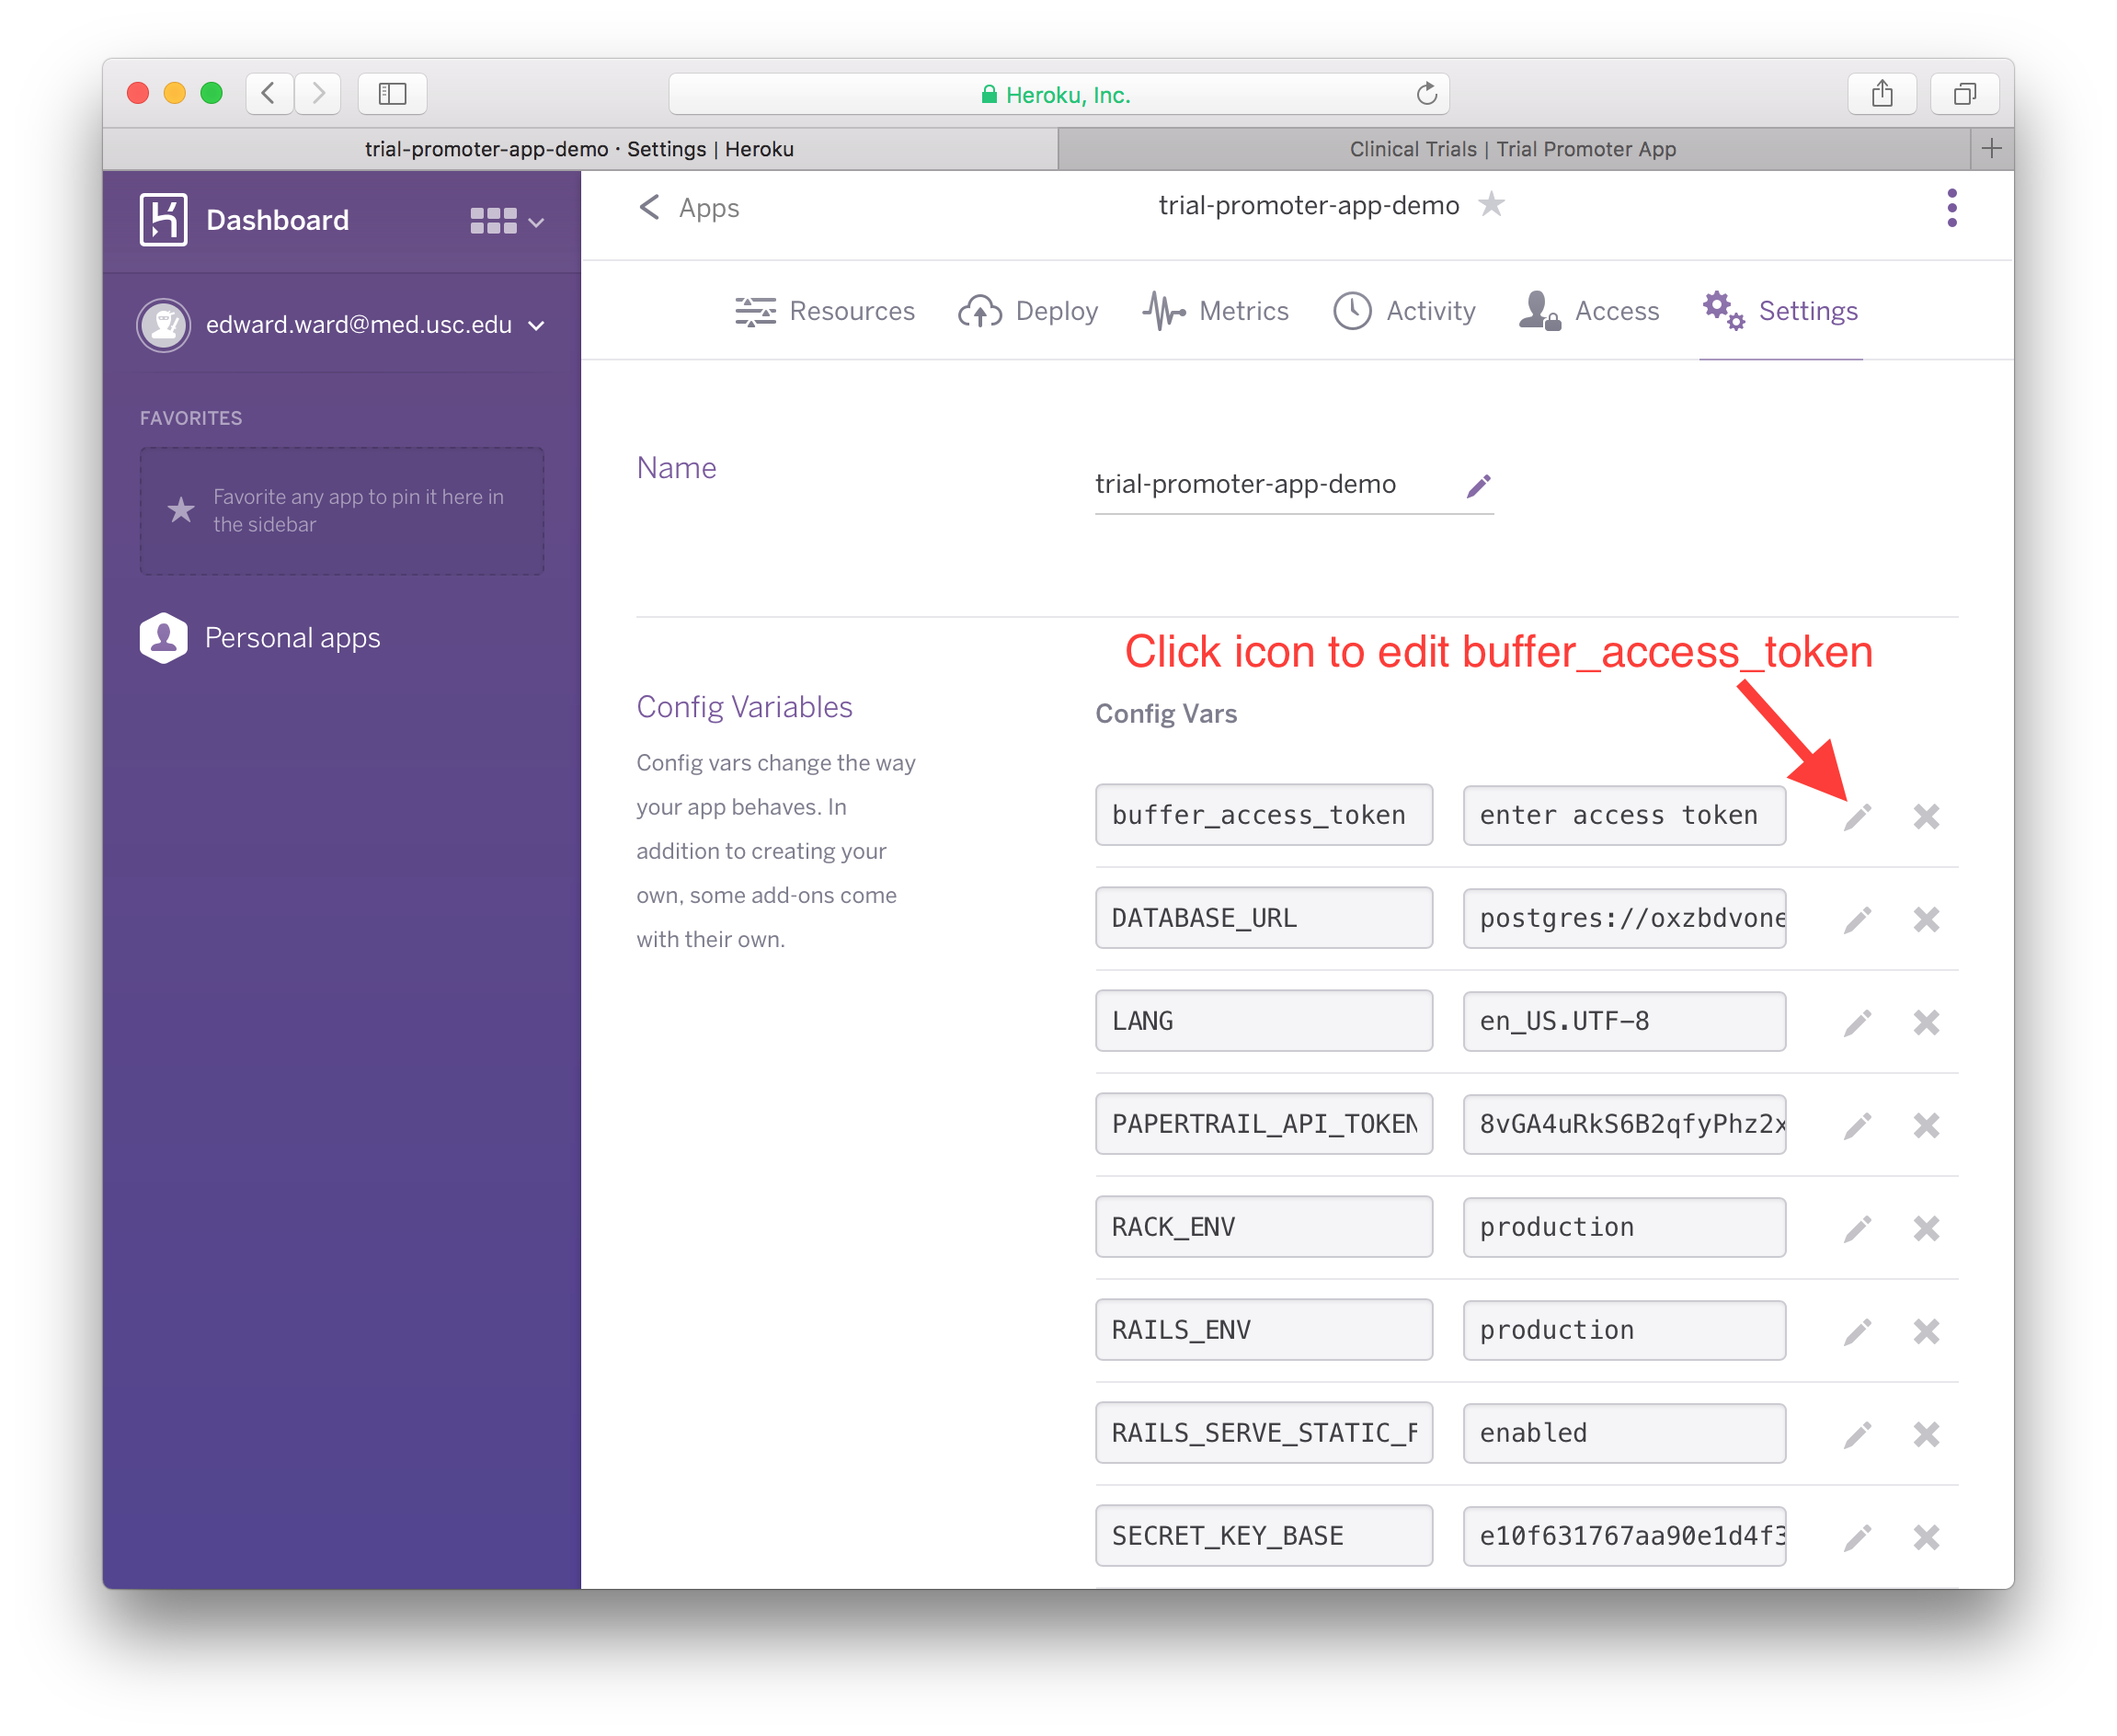 Heroku, Inc.
trial-promoter-app-demo · Settings | Heroku
Clinical Trials | Trial Promoter App
Dashboard
Apps
trial-promoter-app-demo
edward.ward@med.usc.edu
Resources
Deploy
Metrics
Activity
Access
Settings
FAVORITES
Favorite any app to pin it here in
the sidebar
Personal apps
Name
trial-promoter-app-demo
Click icon to edit buffer_access_token
Config Variables
Config vars change the way
your app behaves. In
addition to creating your
own, some add-ons come
with their own.
Config Vars
buffer_access_token
enter access token
DATABASE_URL
postgres://oxzbdvone
LANG
en_US.UTF-8
PAPERTRAIL_API_TOKEN
8vGA4uRkS6B2qfyPhz2x
RACK_ENV
production
RAILS_ENV
production
RAILS_SERVE_STATIC_F
enabled
SECRET_KEY_BASE
e10f631767aa90e1d4f3